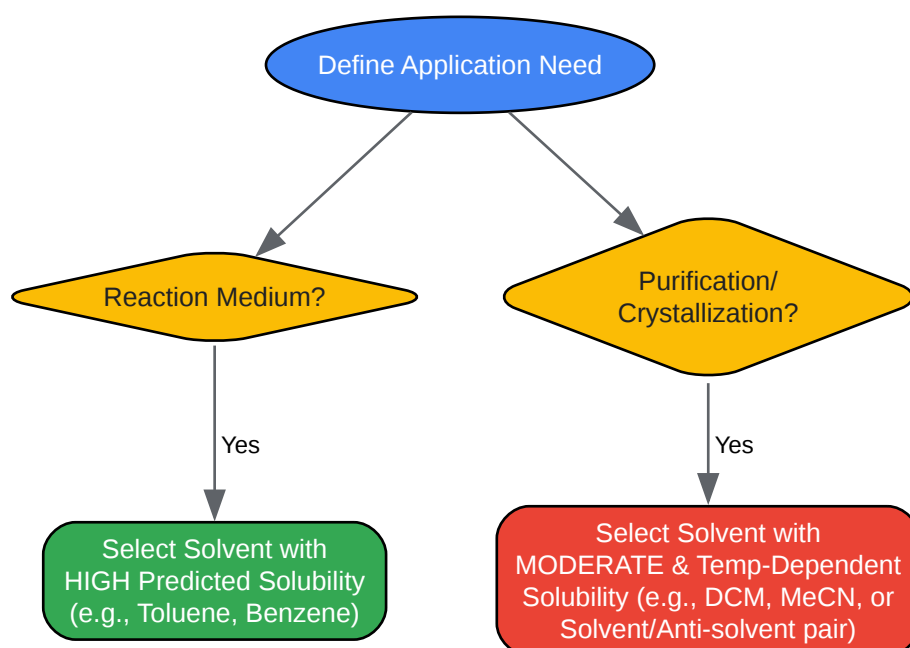 Define Application Need
Reaction Medium?
Purification/
Crystallization?
Yes
Yes
Select Solvent with
HIGH Predicted Solubility
(e.g., Toluene, Benzene)
Select Solvent with
MODERATE & Temp-Dependent
Solubility (e.g., DCM, MeCN, or
Solvent/Anti-solvent pair)